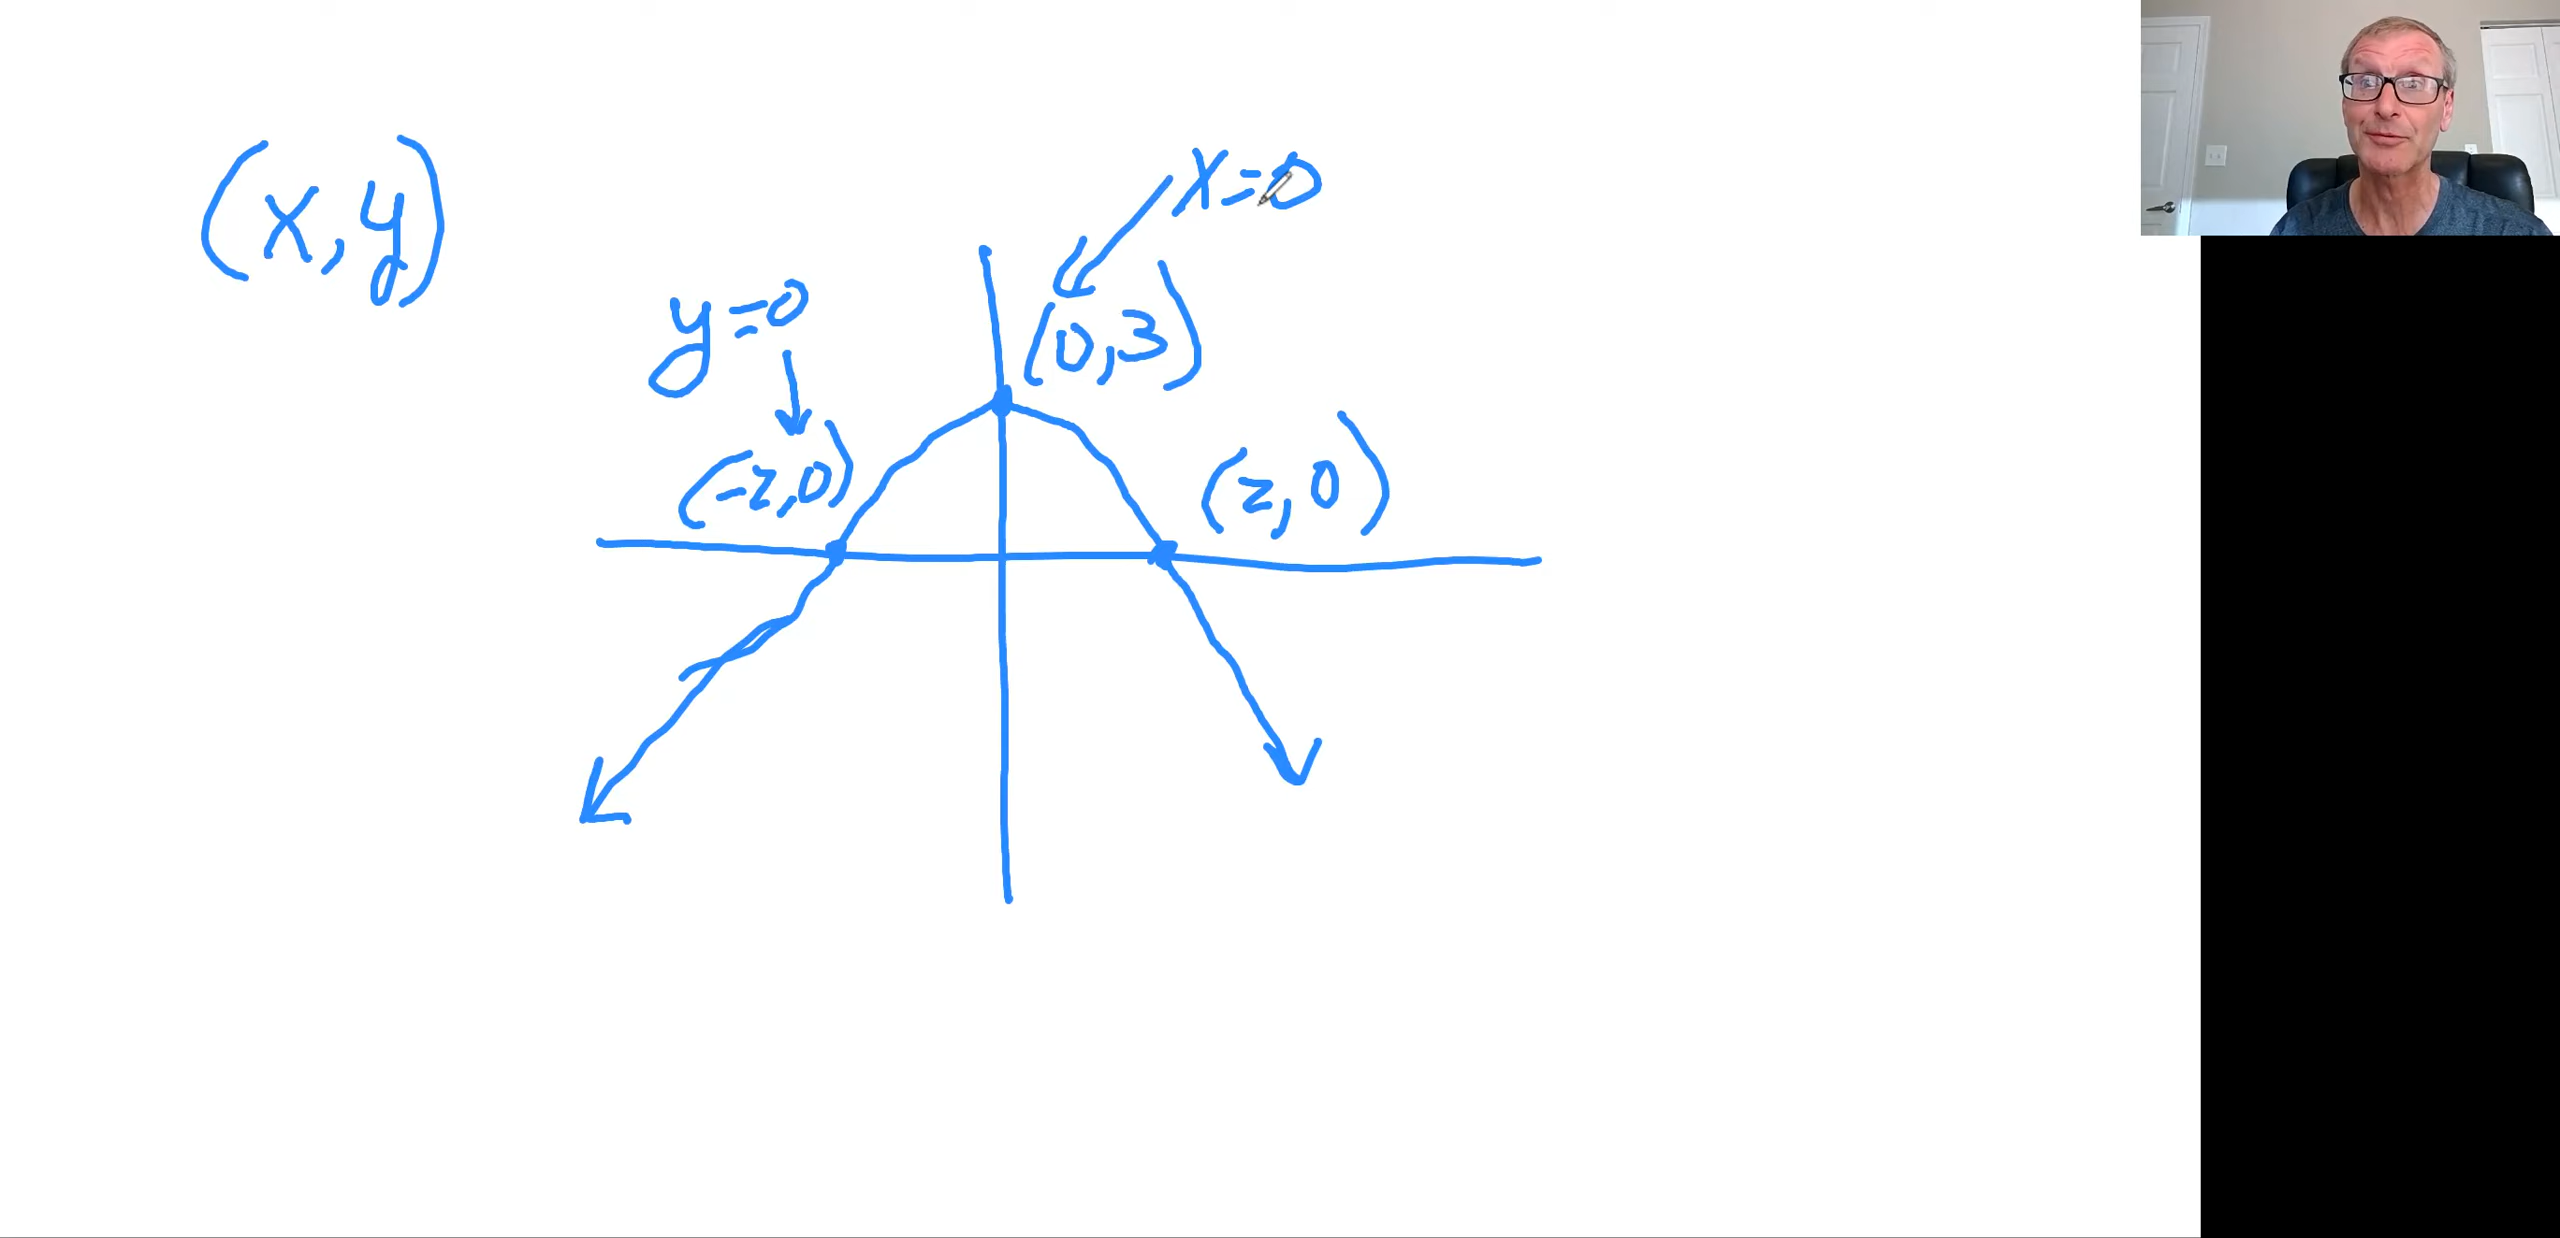 (x,y)
x=0
y=0
(0,3)
(-2,0)
(2,0)